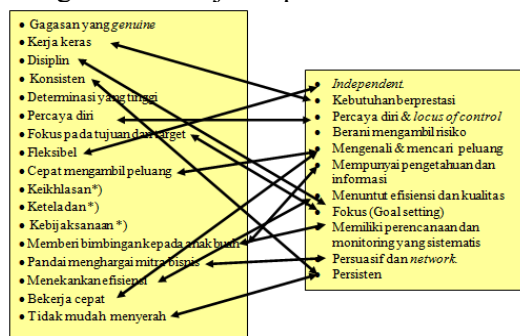 • Gagasan yang genuine
• Kerja keras
• Disiplin
• Konsisten
• Determinasi yang tinggi
• Percaya diri
• Fokus pada tujuan dan target
• Fleksibel
• Cepat mengambil peluang
• Keikhlasan *)
• Keteladan *)
• Kebijaksanaan *)
• Memberi bimbingan kepada anak buah
• Pandai menghargai mitra bisnis
• Menekankan efisiensi
• Bekerja cepat
• Tidak mudah menyerah
• Independent
• Kebutuhan berprestasi
• Percaya diri & locus of control
• Berani mengambil risiko
• Mengenali & mencari peluang
• Mempunyai pengetahuan dan
informasi
• Menuntut efisiensi dan kualitas
• Fokus (Goal setting)
• Memiliki perencanaan dan
monitoring yang sistematis
• Persuasif dan network
• Persisten